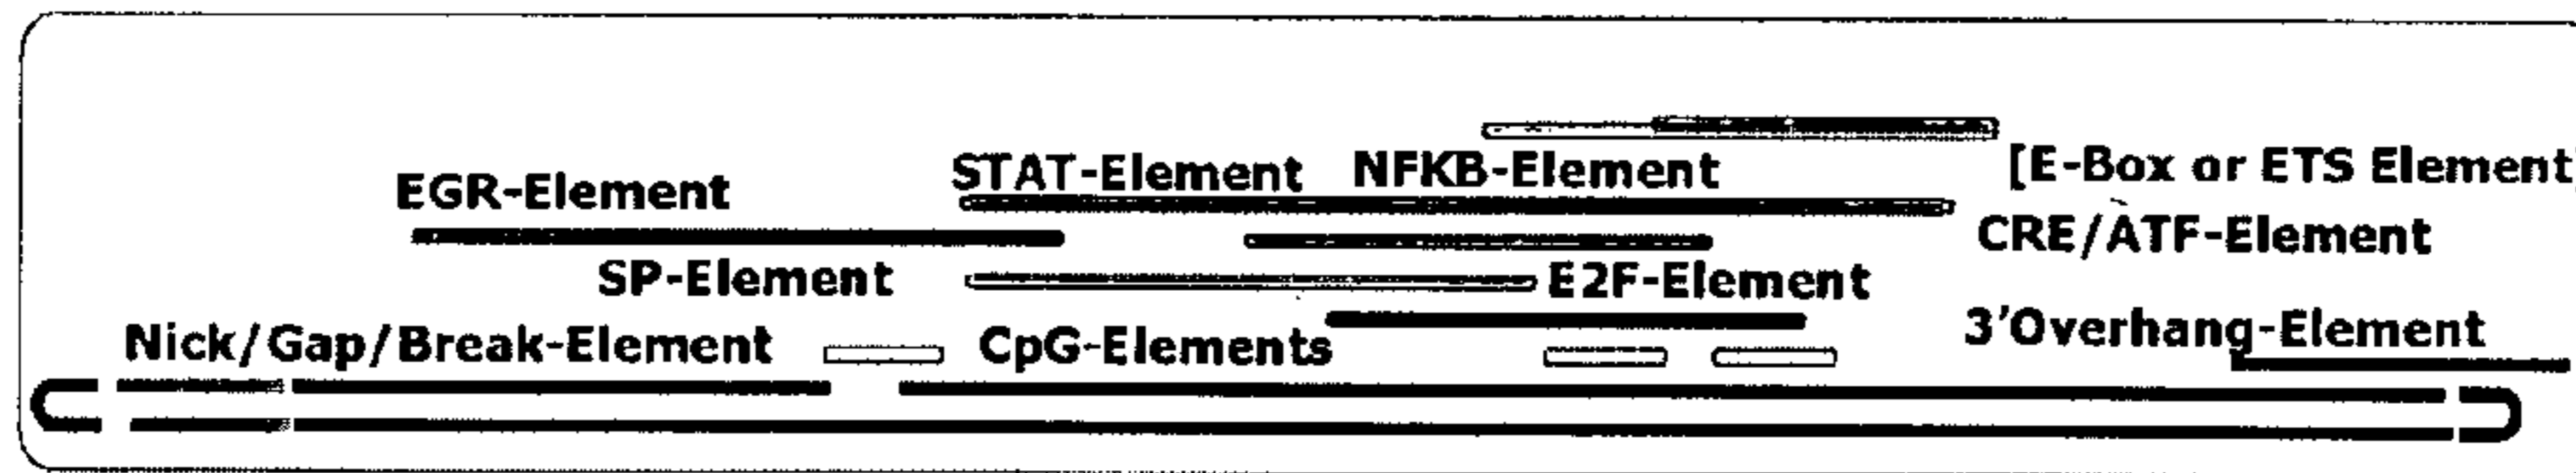 [E-Box or ETS Element]
STAT-Element NFKB-Element
EGR-Element
CRE/ATF-Element
SP-Element E2F-Element
3'Overhang-Element
Nick/Gap/Break-Element CpG-Elements